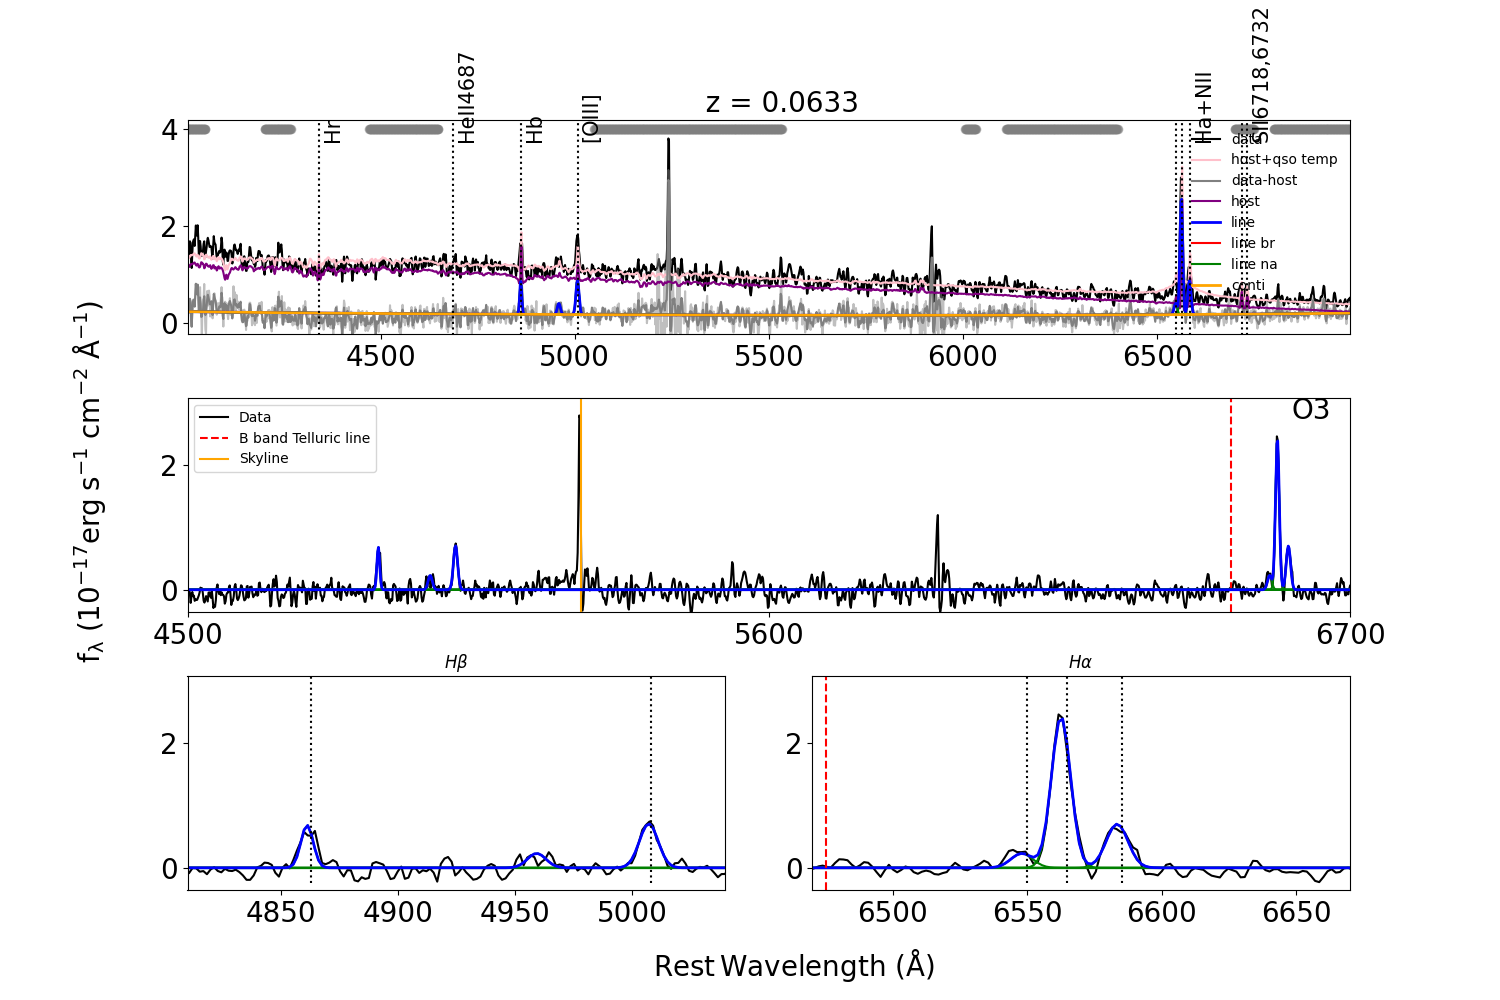 z = 0.0633
Hr
HeII4687
Hb
[OIII]
Ha+NII
SII6718,6732
4
2
0
data
host+qso temp
data-host
host
line
line br
line na
conti
4500
5000
5500
6000
6500
f_λ (10⁻¹⁷erg s⁻¹ cm⁻² Å⁻¹)
Data
B band Telluric line
Skyline
O3
2
0
4500
5600
6700
Hβ
2
0
4850
4900
4950
5000
Hα
2
0
6500
6550
6600
6650
Rest Wavelength (Å)